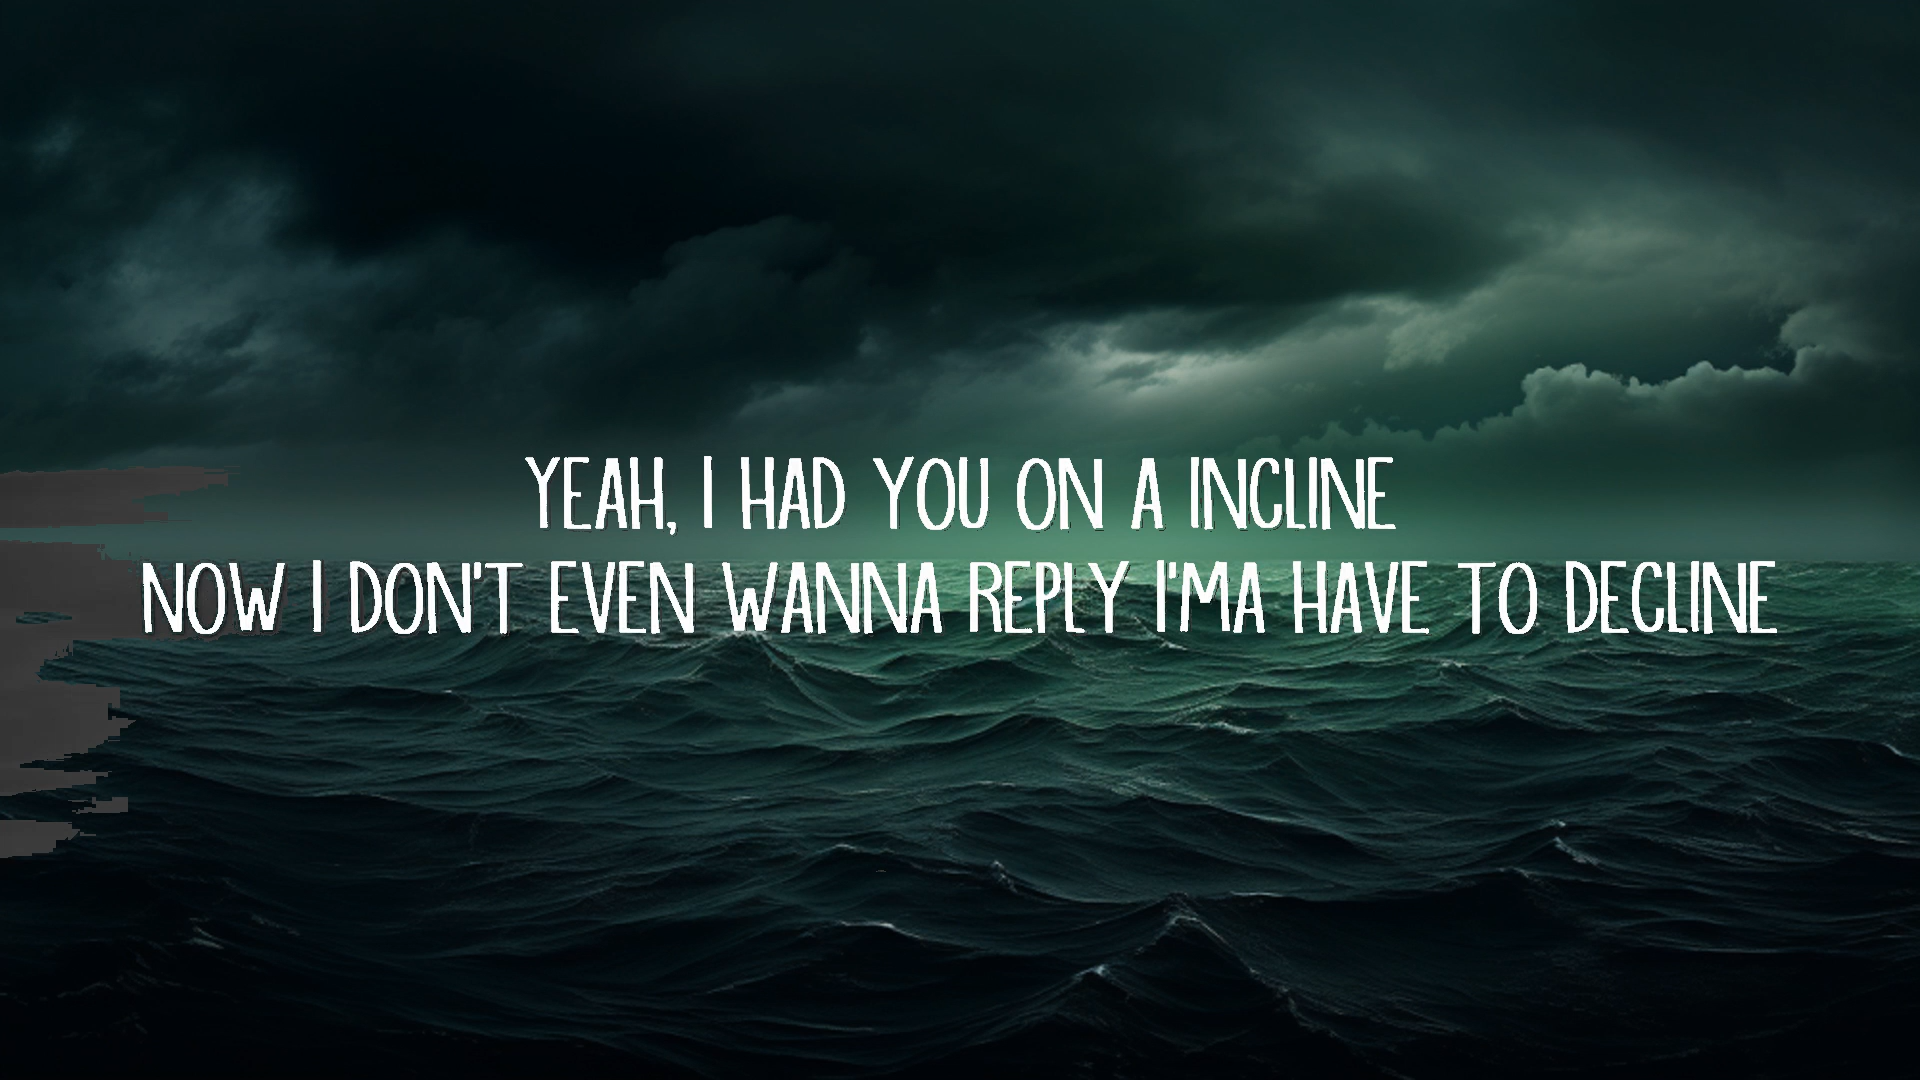 YEAH, I HAD YOU ON A INCLINE
NOW I DON'T EVEN WANNA REPLY I'MA HAVE TO DECLINE